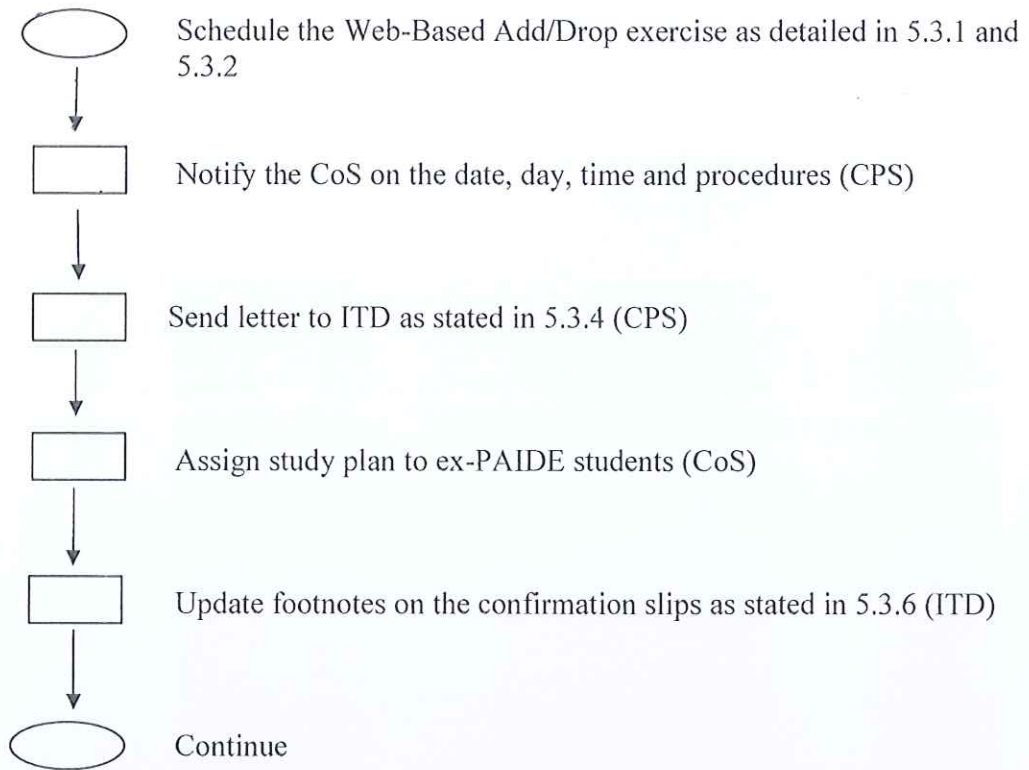 Schedule the Web-Based Add/Drop exercise as detailed in 5.3.1 and
5.3.2
Notify the CoS on the date, day, time and procedures (CPS)
Send letter to ITD as stated in 5.3.4 (CPS)
Assign study plan to ex-PAIDE students (CoS)
Update footnotes on the confirmation slips as stated in 5.3.6 (ITD)
Continue